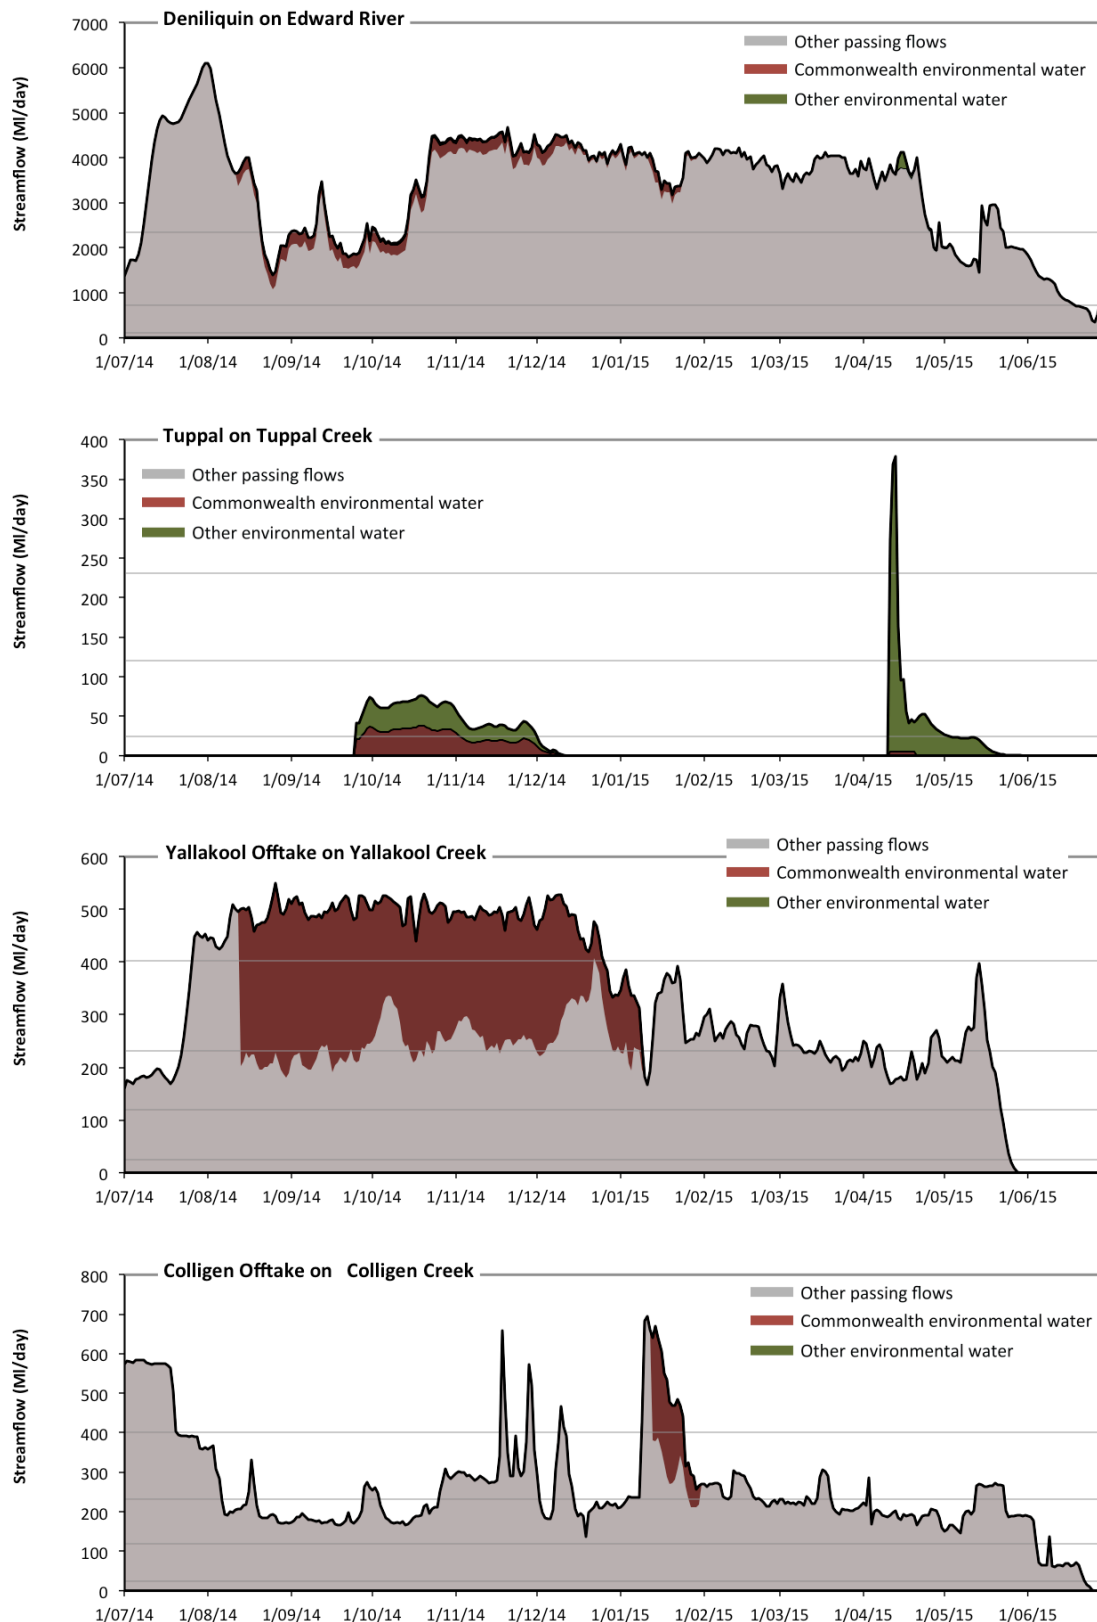 Deniliquin on Edward River
Streamflow (Ml/day)
7000
6000
5000
4000
3000
2000
1000
0
Other passing flows
Commonwealth environmental water
Other environmental water
1/07/14 1/08/14 1/09/14 1/10/14 1/11/14 1/12/14 1/01/15 1/02/15 1/03/15 1/04/15 1/05/15 1/06/15
Tuppal on Tuppal Creek
Streamflow (Ml/day)
400
350
300
250
200
150
100
50
0
Other passing flows
Commonwealth environmental water
Other environmental water
1/07/14 1/08/14 1/09/14 1/10/14 1/11/14 1/12/14 1/01/15 1/02/15 1/03/15 1/04/15 1/05/15 1/06/15
Yallakool Offtake on Yallakool Creek
Streamflow (Ml/day)
600
500
400
300
200
100
0
Other passing flows
Commonwealth environmental water
Other environmental water
1/07/14 1/08/14 1/09/14 1/10/14 1/11/14 1/12/14 1/01/15 1/02/15 1/03/15 1/04/15 1/05/15 1/06/15
Colligen Offtake on Colligen Creek
Streamflow (Ml/day)
800
700
600
500
400
300
200
100
0
Other passing flows
Commonwealth environmental water
Other environmental water
1/07/14 1/08/14 1/09/14 1/10/14 1/11/14 1/12/14 1/01/15 1/02/15 1/03/15 1/04/15 1/05/15 1/06/15